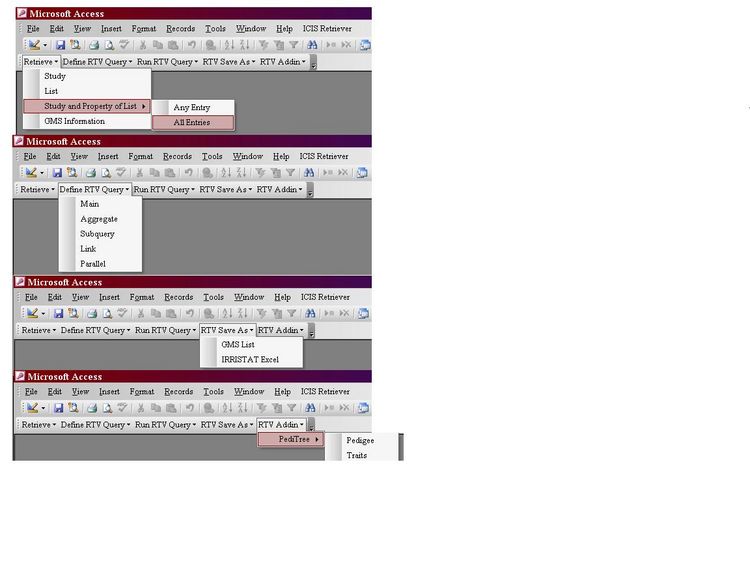 Microsoft Access
File Edit View Insert Format Records Tools Window Help ICIS Retriever
Retrieve Define RTV Query Run RTV Query RTV Save As RTV Addin
Study
List
Study and Property of List
Any Entry
GMS Information
All Entries
Microsoft Access
File Edit View Insert Format Records Tools Window Help ICIS Retriever
Retrieve Define RTV Query Run RTV Query RTV Save As RTV Addin
Main
Aggregate
Subquery
Link
Parallel
Microsoft Access
File Edit View Insert Format Records Tools Window Help ICIS Retriever
Retrieve Define RTV Query Run RTV Query RTV Save As RTV Addin
GMS List
IRRISTAT Excel
Microsoft Access
File Edit View Insert Format Records Tools Window Help ICIS Retriever
Retrieve Define RTV Query Run RTV Query RTV Save As RTV Addin
PediTree
Pedigee
Traits